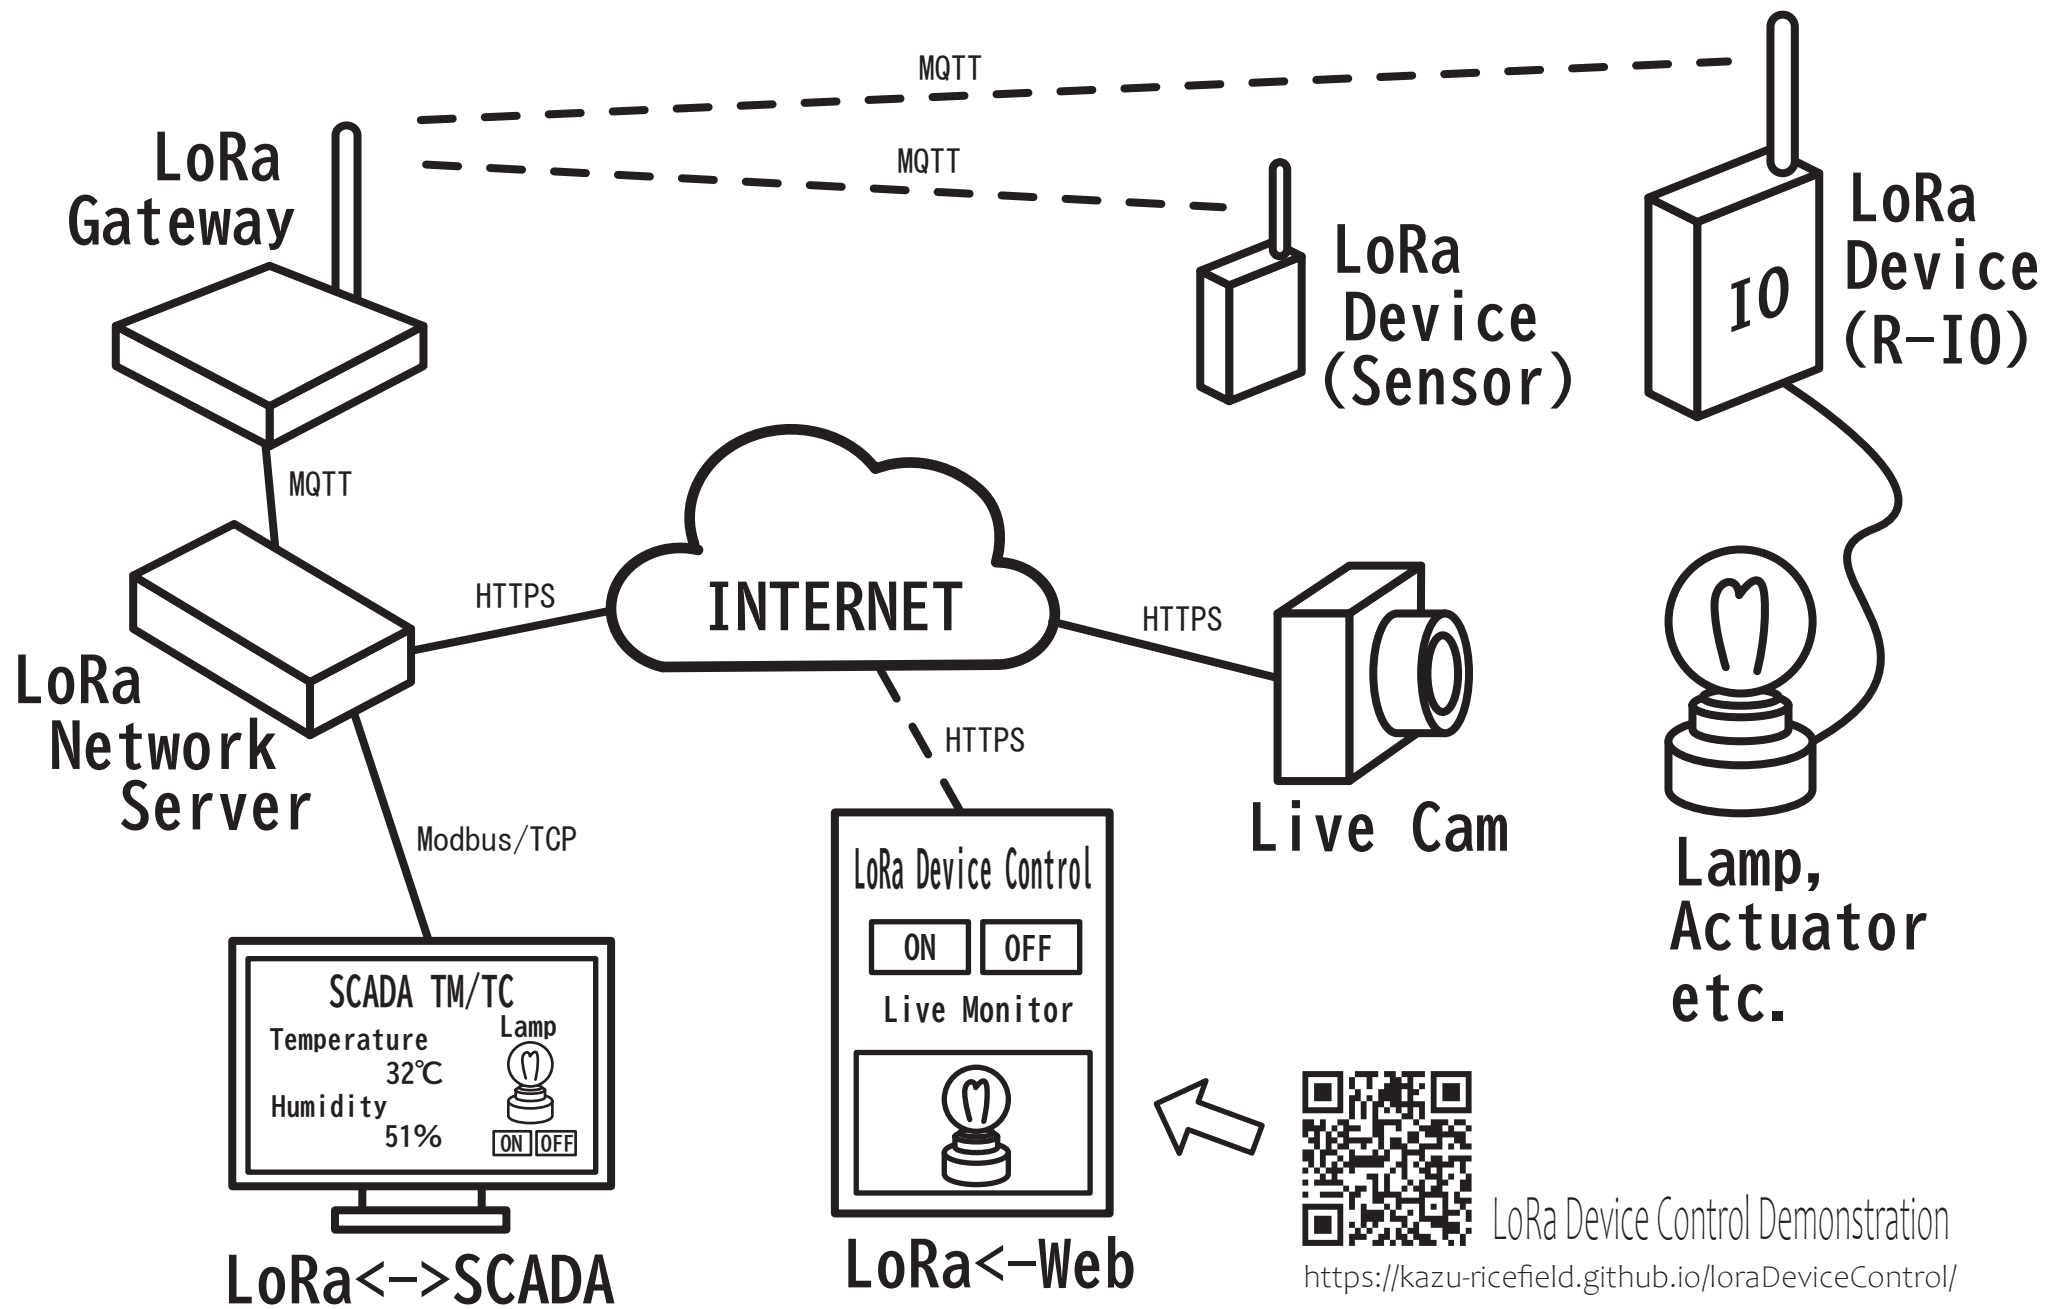 MQTT
MQTT
LoRa
Gateway
LoRa
Device
(Sensor)
LoRa
Device
(R-IO)
IO
MQTT
HTTPS
INTERNET
HTTPS
LoRa
Network
Server
HTTPS
Live Cam
Modbus/TCP
Lamp,
Actuator
etc.
LoRa Device Control
ON OFF
Live Monitor
SCADA TM/TC
Temperature
32℃
Humidity
51%
Lamp
ON OFF
LoRa<->SCADA
LoRa<-Web
LoRa Device Control Demonstration
https://kazu-ricefield.github.io/loraDeviceControl/